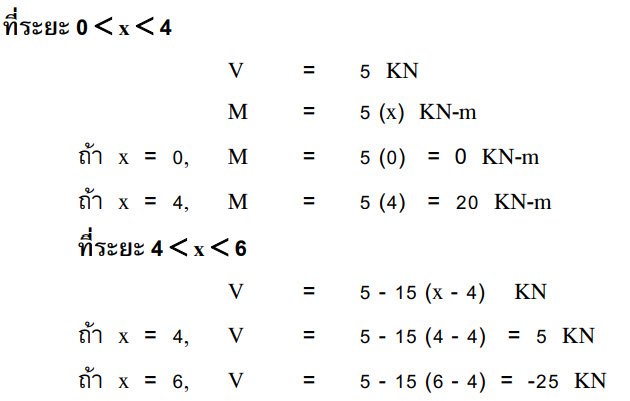 ที่ระยะ 0 < x < 4
V = 5 KN
M = 5 (x) KN-m
ถ้า x = 0, M = 5 (0) = 0 KN-m
ถ้า x = 4, M = 5 (4) = 20 KN-m
ที่ระยะ 4 < x < 6
V = 5 - 15 (x - 4) KN
ถ้า x = 4, V = 5 - 15 (4 - 4) = 5 KN
ถ้า x = 6, V = 5 - 15 (6 - 4) = -25 KN